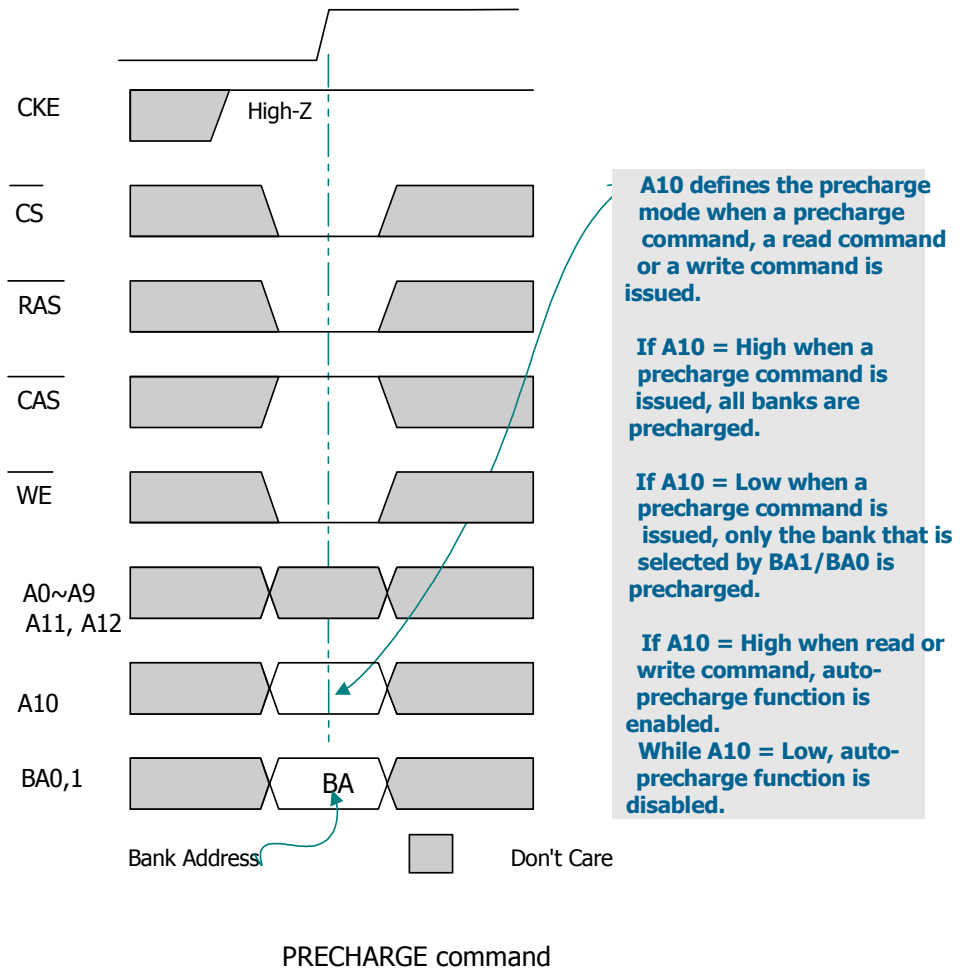 CKE
High-Z
CS
RAS
CAS
WE
A0~A9
A11, A12
A10
BA0,1
BA
Bank Address
Don't Care
A10 defines the precharge
mode when a precharge
command, a read command
or a write command is
issued.
If A10 = High when a
precharge command is
issued, all banks are
precharged.
If A10 = Low when a
precharge command is
issued, only the bank that is
selected by BA1/BA0 is
precharged.
If A10 = High when read or
write command, auto-
precharge function is
enabled.
While A10 = Low, auto-
precharge function is
disabled.
PRECHARGE command